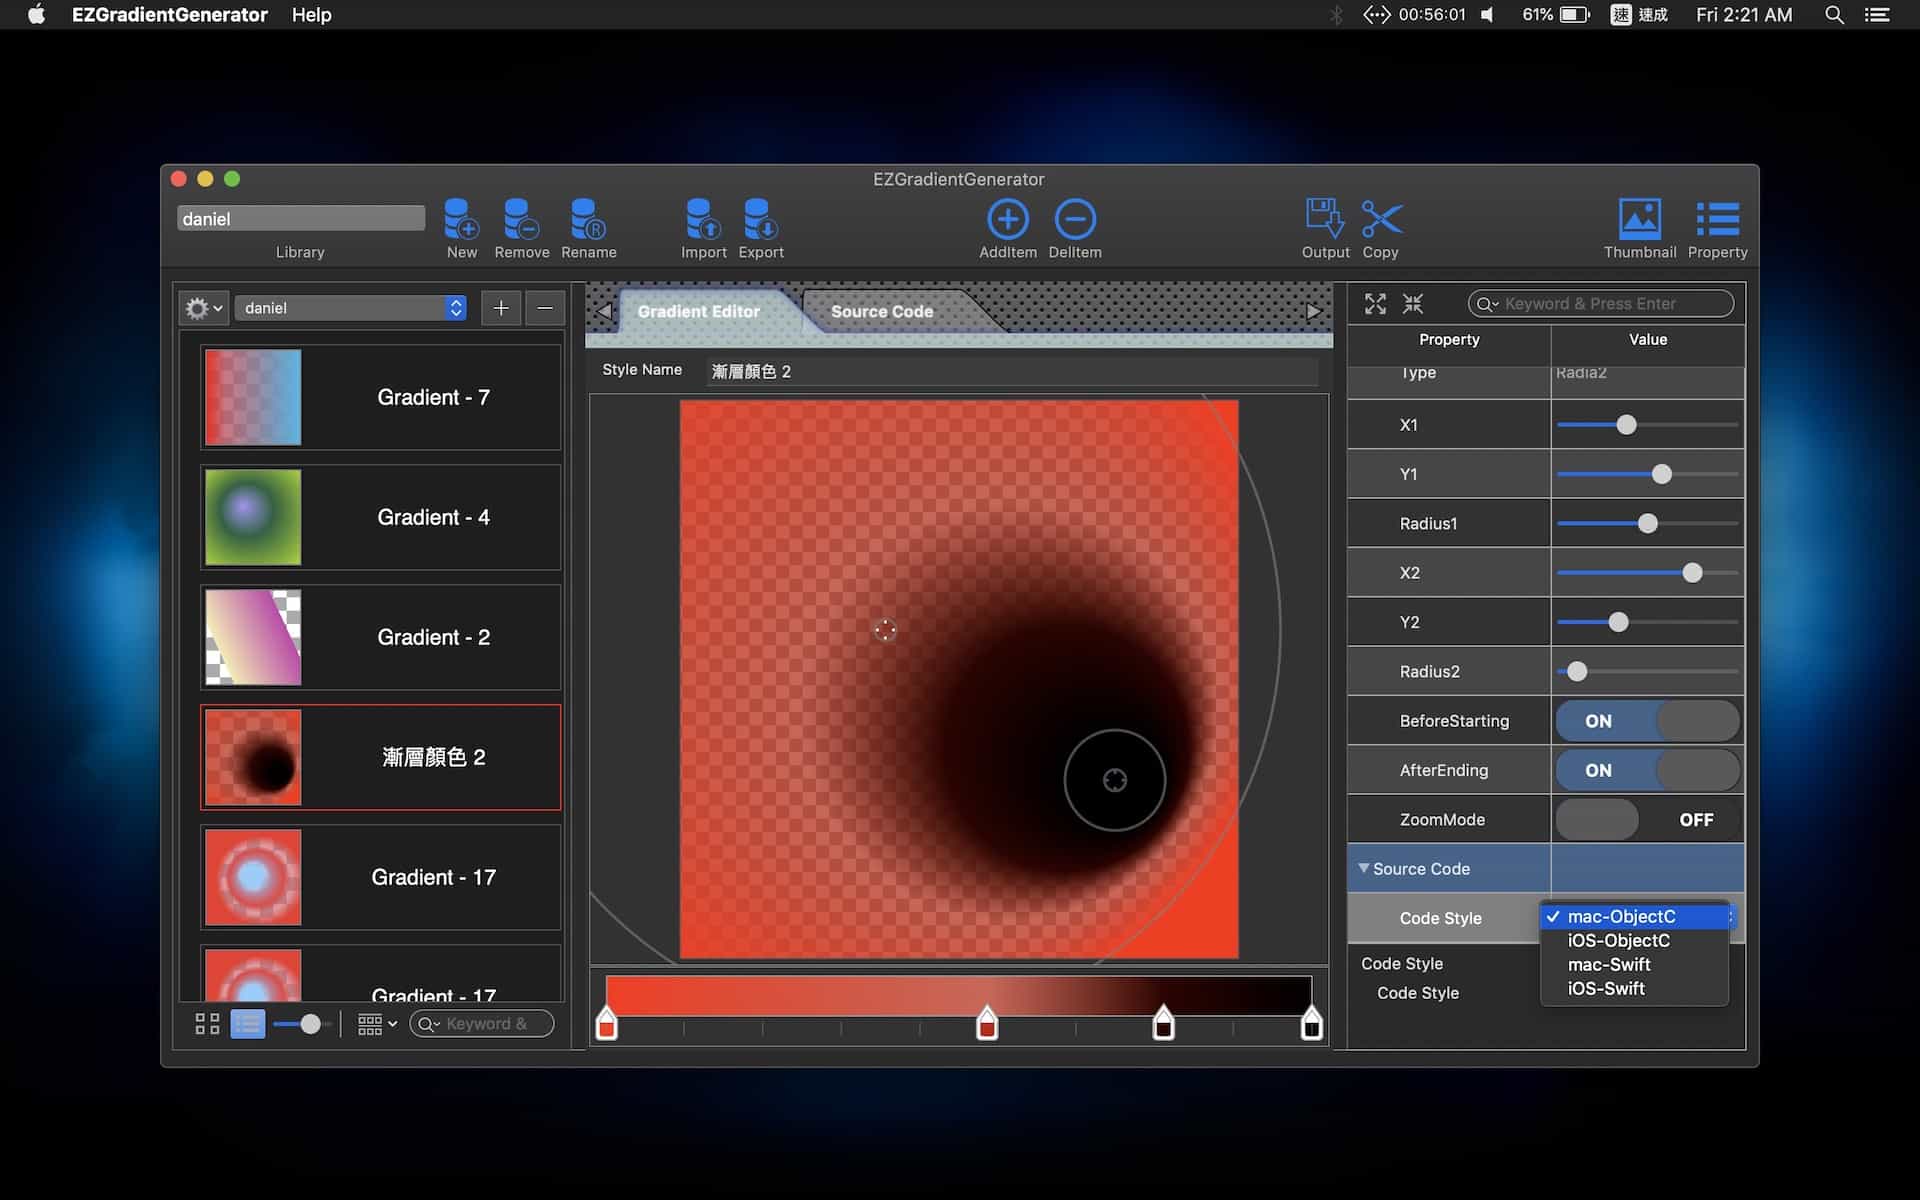 EZGradientGenerator Help 00:56:01 61% 速 速成 Fri 2:21 AM
EZGradientGenerator
daniel
Library New Remove Rename Import Export AddItem DelItem Output Copy Thumbnail Property
daniel
Gradient - 7
Gradient - 4
Gradient - 2
漸層顏色 2
Gradient - 17
Gradient - 17
Keyword &
Gradient Editor Source Code
Style Name 漸層顏色 2
Keyword & Press Enter
Property Value
Type Radia2
X1
Y1
Radius1
X2
Y2
Radius2
BeforeStarting ON
AfterEnding ON
ZoomMode OFF
Source Code
Code Style mac-ObjectC
iOS-ObjectC
mac-Swift
iOS-Swift
Code Style
Code Style